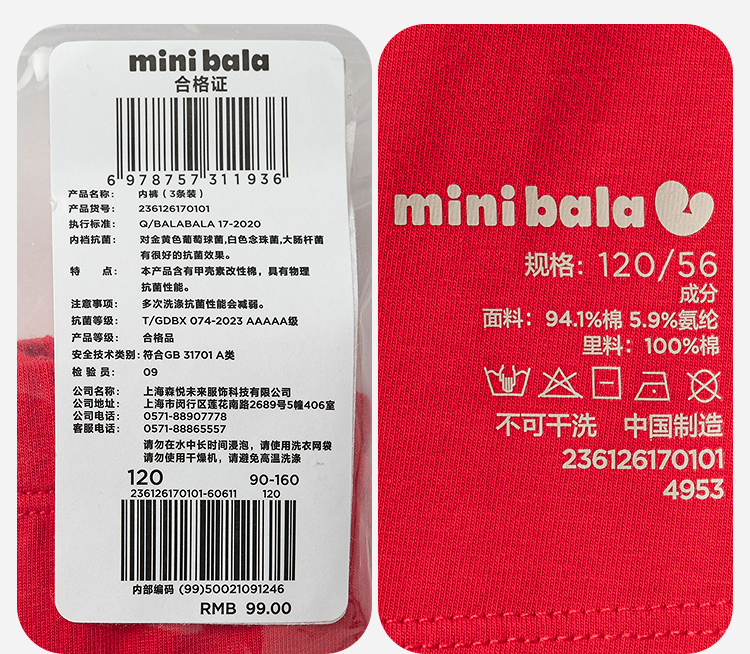 mini bala
合格证
6 978757 311936
产品名称： 内裤（3条装）
产品货号： 236126170101
执行标准： Q/BALABALA 17-2020
内裆抗菌： 对金黄色葡萄球菌,白色念珠菌,大肠杆菌
有很好的抗菌效果。
特 点： 本产品含有甲壳素改性棉，具有物理
抗菌性能。
注意事项： 多次洗涤抗菌性能会减弱。
抗菌等级： T/GDBX 074-2023 AAAAA级
产品等级： 合格品
安全技术类别：符合GB 31701 A类
检 验 员： 09
公司名称： 上海森悦未来服饰科技有限公司
公司地址： 上海市闵行区莲花南路2689号5幢406室
公司电话： 0571-88907778
客服电话： 0571-88865557
请勿在水中长时间浸泡，请使用洗衣网袋
请勿使用干燥机，请避免高温洗涤
120 90-160
236126170101-60611 120
内部编码 (99)50021091246
RMB 99.00
mini bala
规格：120/56
成分
面料：94.1%棉 5.9%氨纶
里料：100%棉
不可干洗 中国制造
236126170101
4953